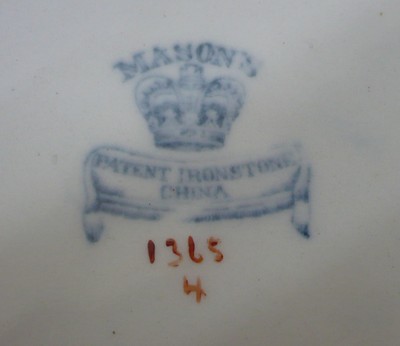 MASON'S
PATENT IRONSTONE
CHINA
1365
4